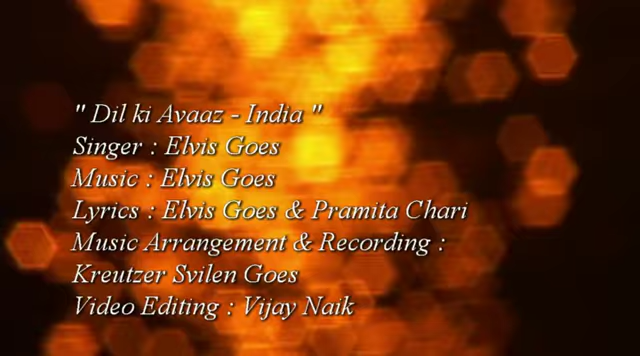 " Dil ki Avaaz - India "
Singer : Elvis Goes
Music : Elvis Goes
Lyrics : Elvis Goes & Pramita Chari
Music Arrangement & Recording :
Kreutzer Svilen Goes
Video Editing : Vijay Naik